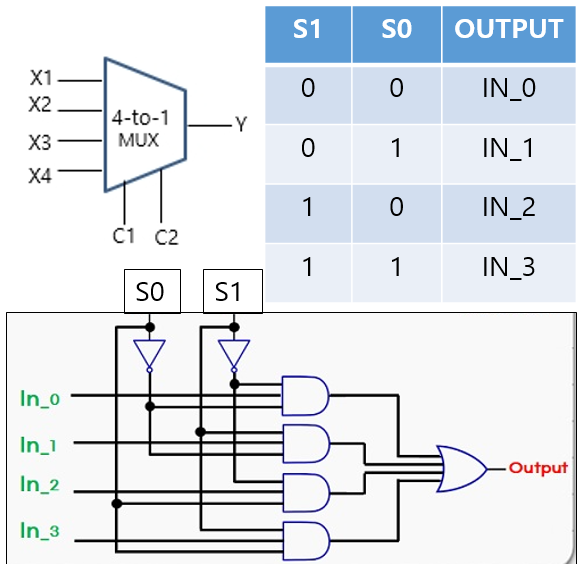 X1
X2
X3
X4
4-to-1
MUX
Y
C1 C2
S1 S0 OUTPUT
0 0 IN_0
0 1 IN_1
1 0 IN_2
1 1 IN_3
S0 S1
In_0
In_1
In_2
In_3
Output